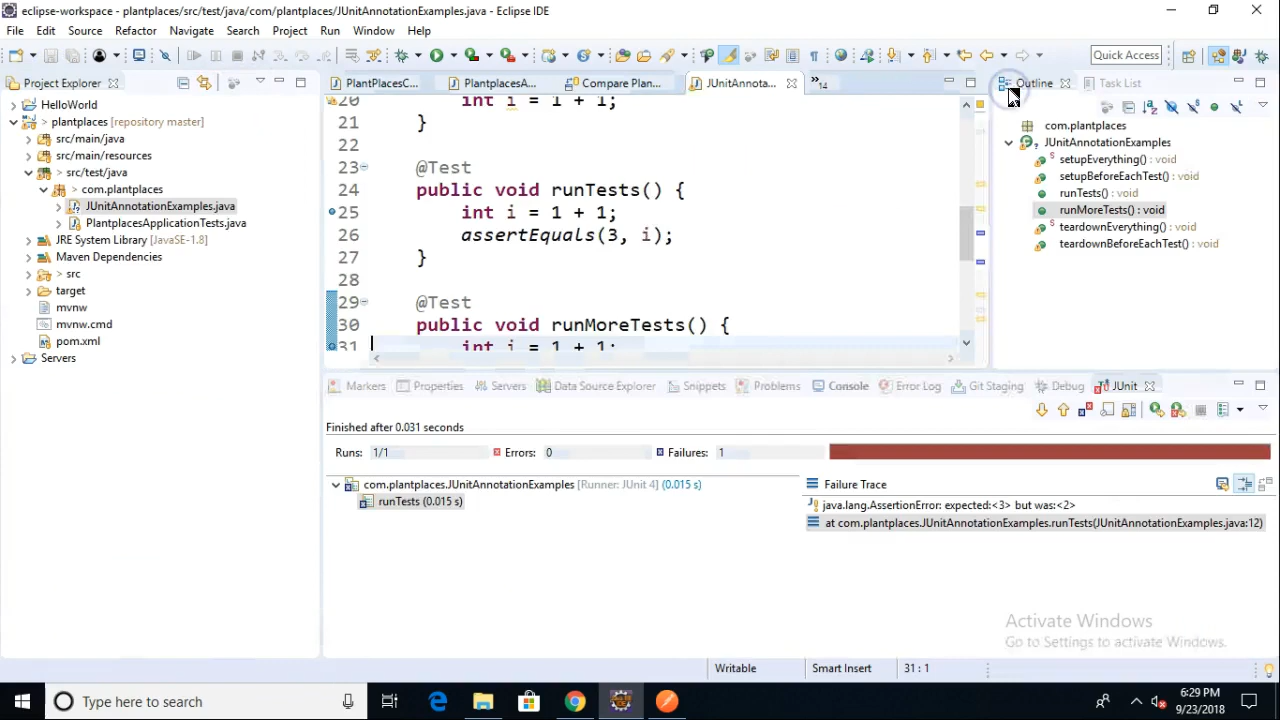 eclipse-workspace - plantplaces/src/test/java/com/plantplaces/JUnitAnnotationExamples.java - Eclipse IDE
File Edit Source Refactor Navigate Search Project Run Window Help
Quick Access
Project Explorer
HelloWorld
plantplaces [repository master]
src/main/java
src/main/resources
src/test/java
com.plantplaces
JUnitAnnotationExamples.java
> PlantplacesApplicationTests.java
JRE System Library [JavaSE-1.8]
Maven Dependencies
> src
target
mvnw
mvnw.cmd
pom.xml
Servers
PlantPlacesC... PlantplacesA... Compare Plan... JUnitAnnota... »14
20 int i = 1 + 1;
21 }
22
23 @Test
24 public void runTests() {
25 int i = 1 + 1;
26 assertEquals(3, i);
27 }
28
29 @Test
30 public void runMoreTests() {
31 int i = 1 + 1;
Outline Task List
com.plantplaces
JUnitAnnotationExamples
setupEverything() : void
setupBeforeEachTest() : void
runTests() : void
runMoreTests() : void
teardownEverything() : void
teardownBeforeEachTest() : void
Markers Properties Servers Data Source Explorer Snippets Problems Console Error Log Git Staging Debug JUnit
Finished after 0.031 seconds
Runs: 1/1 Errors: 0 Failures: 1
com.plantplaces.JUnitAnnotationExamples [Runner: JUnit 4] (0.015 s)
runTests (0.015 s)
Failure Trace
java.lang.AssertionError: expected:<3> but was:<2>
at com.plantplaces.JUnitAnnotationExamples.runTests(JUnitAnnotationExamples.java:12)
Activate Windows
Go to Settings to activate Windows.
Writable Smart Insert 31 : 1
Type here to search
6:29 PM
9/23/2018